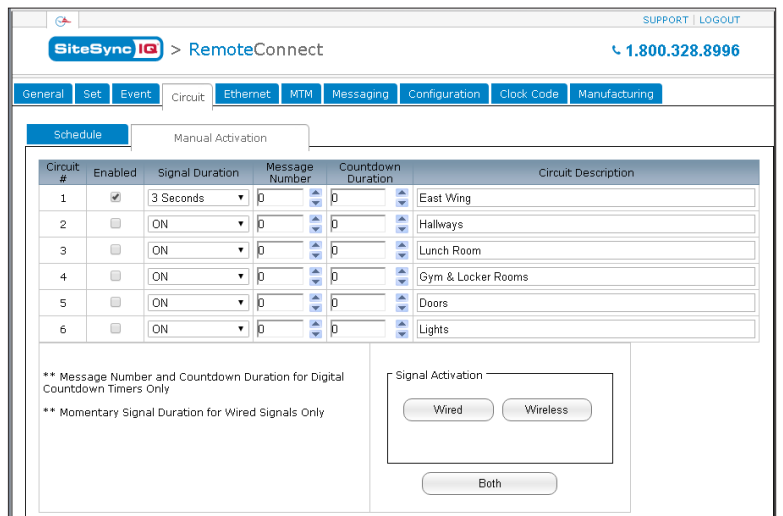 SUPPORT | LOGOUT
SiteSync IQ > RemoteConnect
1.800.328.8996
General Set Event Circuit Ethernet MTM Messaging Configuration Clock Code Manufacturing
Schedule Manual Activation
Circuit # Enabled Signal Duration Message Number Countdown Duration Circuit Description
1 3 Seconds 0 0 East Wing
2 ON 0 0 Hallways
3 ON 0 0 Lunch Room
4 ON 0 0 Gym & Locker Rooms
5 ON 0 0 Doors
6 ON 0 0 Lights
** Message Number and Countdown Duration for Digital
Countdown Timers Only
** Momentary Signal Duration for Wired Signals Only
Signal Activation
Wired Wireless
Both